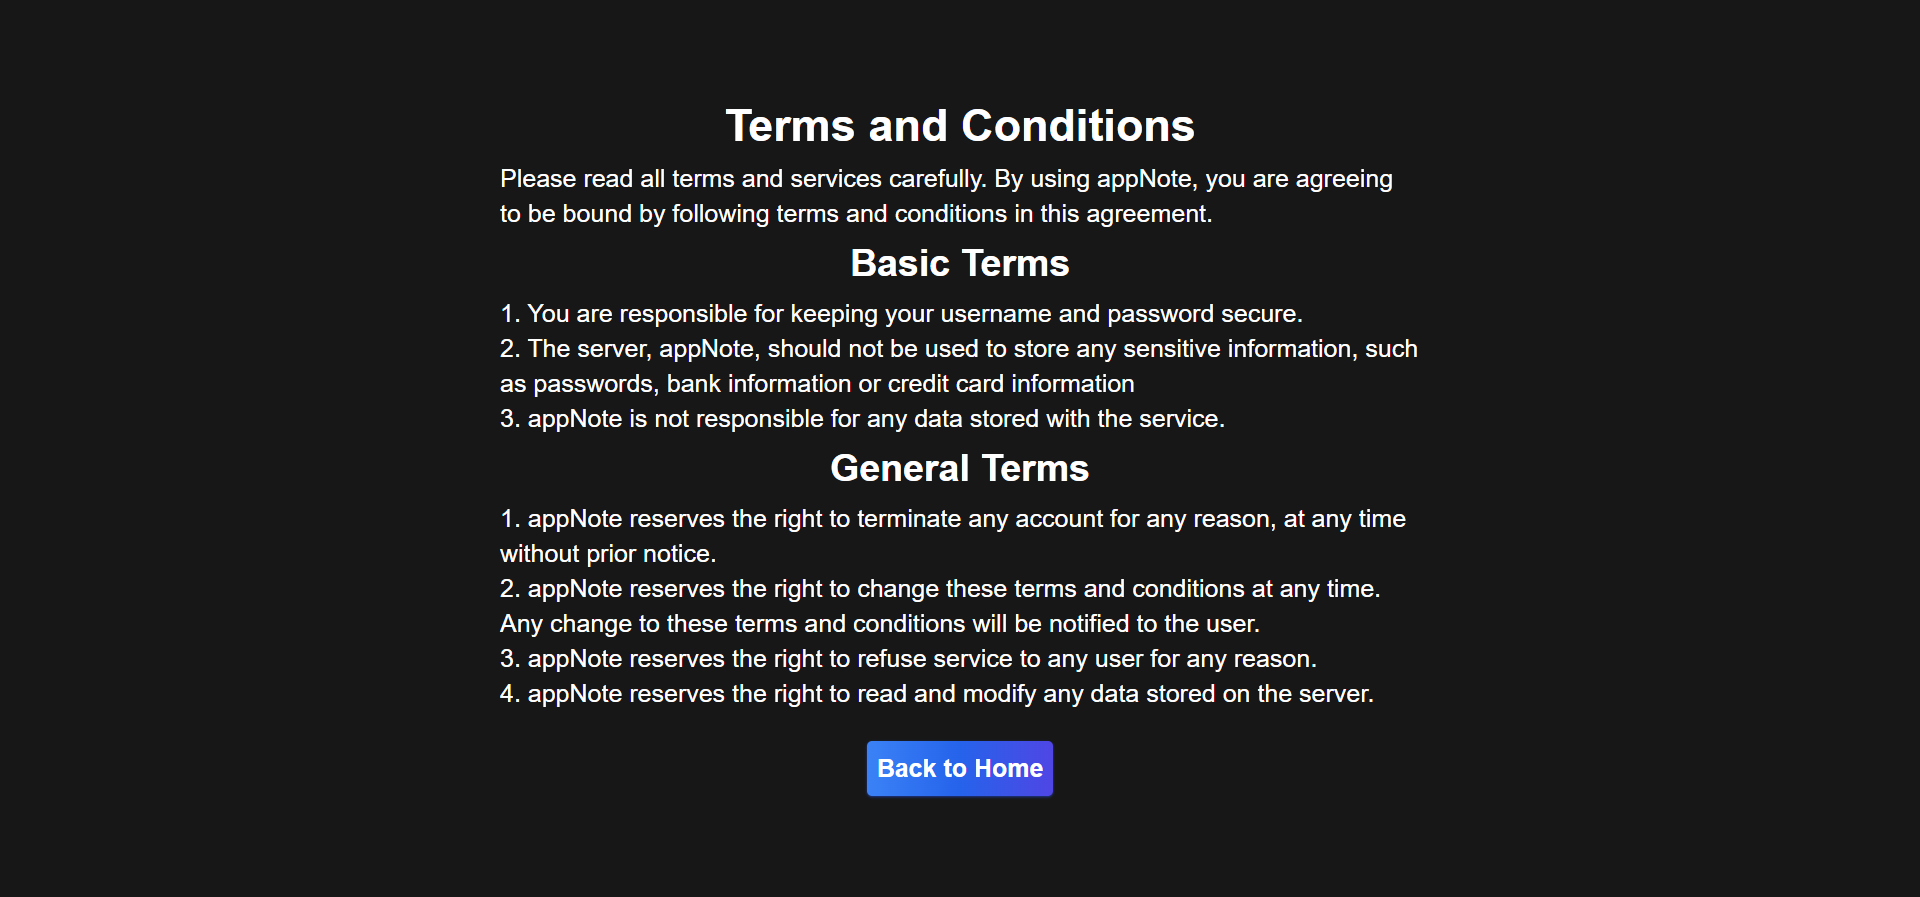 Terms and Conditions
Please read all terms and services carefully. By using appNote, you are agreeing
to be bound by following terms and conditions in this agreement.
Basic Terms
1. You are responsible for keeping your username and password secure.
2. The server, appNote, should not be used to store any sensitive information, such
as passwords, bank information or credit card information
3. appNote is not responsible for any data stored with the service.
General Terms
1. appNote reserves the right to terminate any account for any reason, at any time
without prior notice.
2. appNote reserves the right to change these terms and conditions at any time.
Any change to these terms and conditions will be notified to the user.
3. appNote reserves the right to refuse service to any user for any reason.
4. appNote reserves the right to read and modify any data stored on the server.
Back to Home